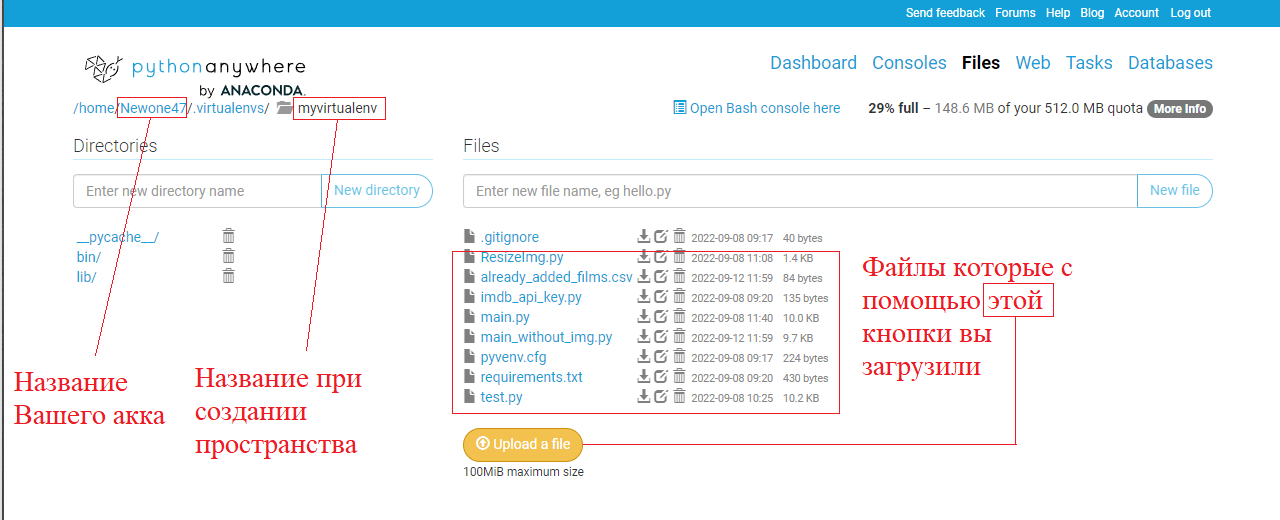 Send feedback Forums Help Blog Account Log out
pythonanywhere
by ANACONDA.
Dashboard Consoles Files Web Tasks Databases
/home/Newone47/.virtualenvs/ myvirtualenv
Open Bash console here 29% full – 148.6 MB of your 512.0 MB quota More Info
Directories
Enter new directory name New directory
__pycache__/
bin/
lib/
Files
Enter new file name, eg hello.py New file
.gitignore 2022-09-08 09:17 40 bytes
ResizeImg.py 2022-09-08 11:08 1.4 KB
already_added_films.csv 2022-09-12 11:59 84 bytes
imdb_api_key.py 2022-09-08 09:20 135 bytes
main.py 2022-09-08 11:40 10.0 KB
main_without_img.py 2022-09-12 11:59 9.7 KB
pyvenv.cfg 2022-09-08 09:17 224 bytes
requirements.txt 2022-09-08 09:20 430 bytes
test.py 2022-09-08 10:25 10.2 KB
Upload a file
100MiB maximum size
Файлы которые с
помощью этой
кнопки вы
загрузили
Название
Вашего акка
Название при
создании
пространства